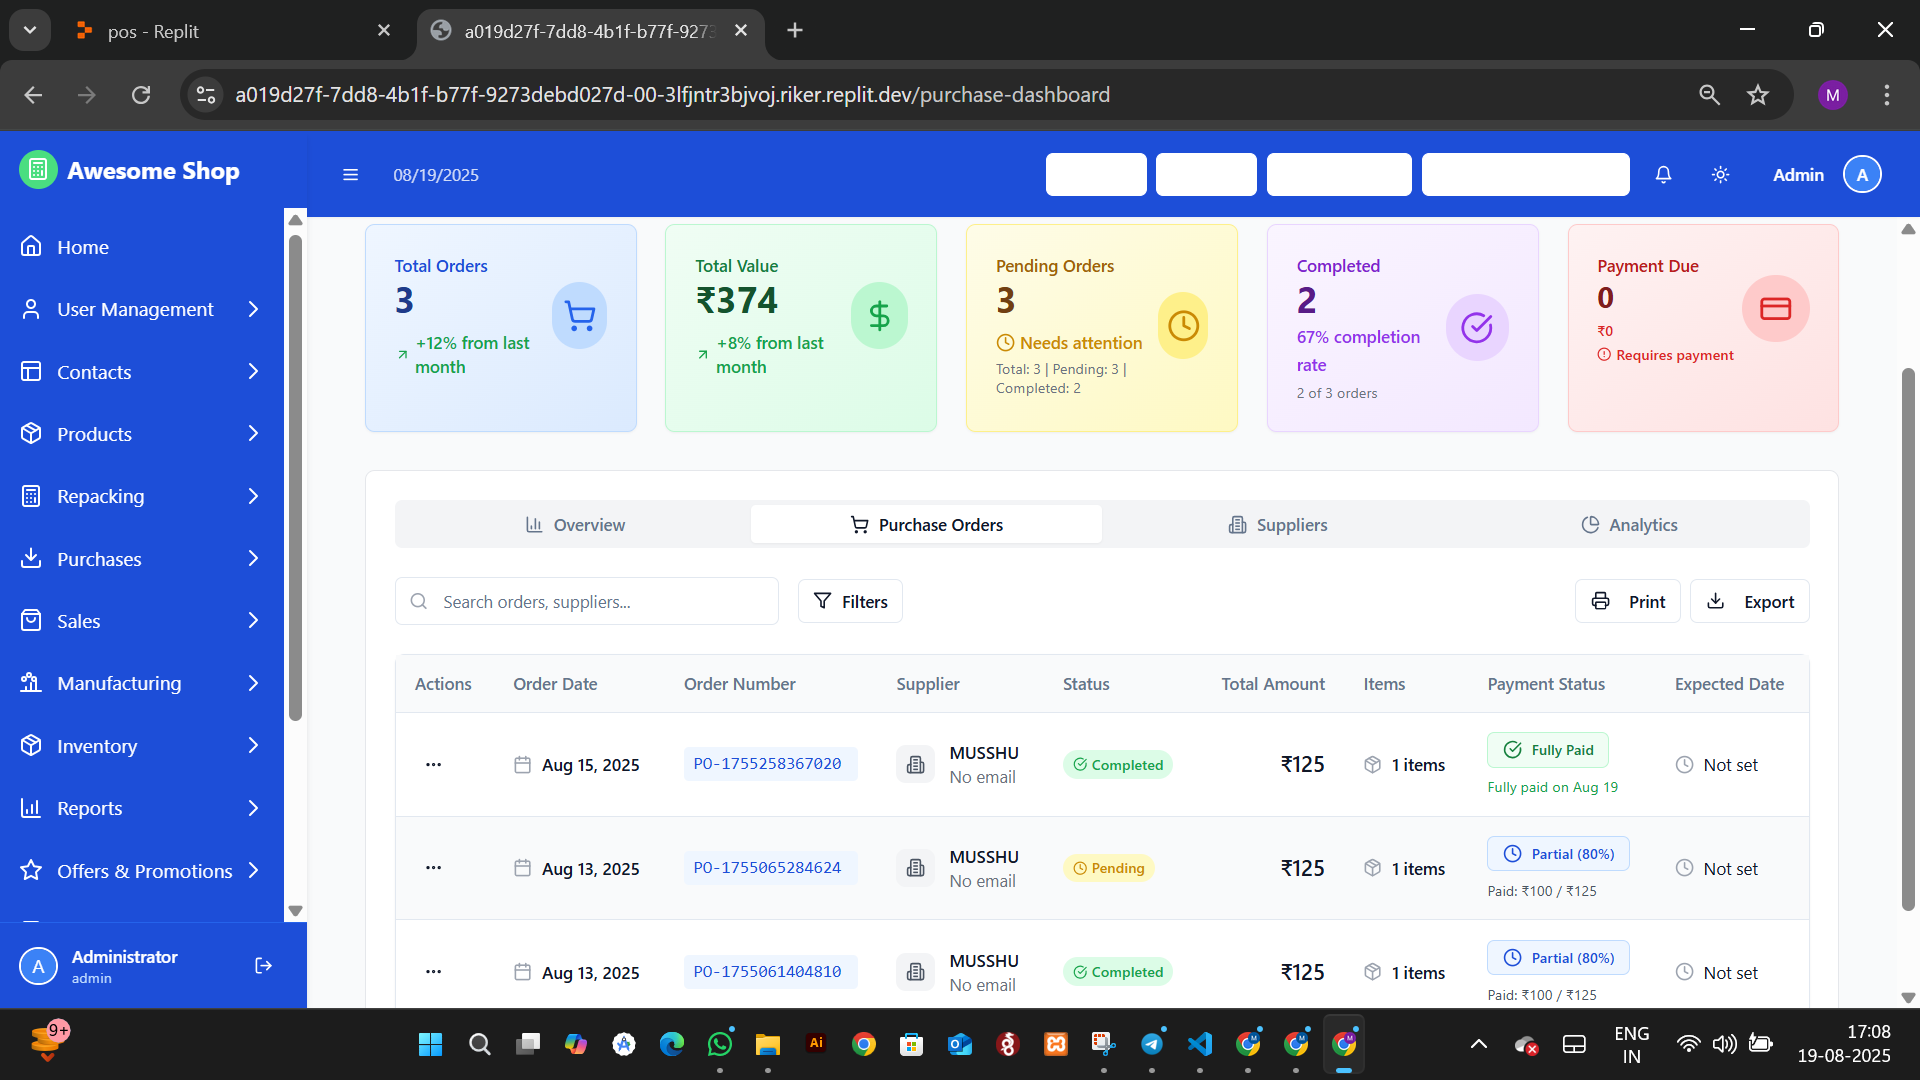 pos - Replit
a019d27f-7dd8-4b1f-b77f-9273
a019d27f-7dd8-4b1f-b77f-9273debd027d-00-3lfjntr3bjvoj.riker.replit.dev/purchase-dashboard
M
Awesome Shop
08/19/2025
Admin
A
Home
User Management
Contacts
Products
Repacking
Purchases
Sales
Manufacturing
Inventory
Reports
Offers & Promotions
A
Administrator
admin
Total Orders
3
+12% from last
month
Total Value
₹374
+8% from last
month
Pending Orders
3
Needs attention
Total: 3 | Pending: 3 |
Completed: 2
Completed
2
67% completion
rate
2 of 3 orders
Payment Due
0
₹0
Requires payment
Overview
Purchase Orders
Suppliers
Analytics
Search orders, suppliers...
Filters
Print
Export
Actions Order Date Order Number Supplier Status Total Amount Items Payment Status Expected Date
Aug 15, 2025 PO-1755258367020 MUSSHU Completed ₹125 1 items Fully Paid Not set
No email Fully paid on Aug 19
Aug 13, 2025 PO-1755065284624 MUSSHU Pending ₹125 1 items Partial (80%) Not set
No email Paid: ₹100 / ₹125
Aug 13, 2025 PO-1755061404810 MUSSHU Completed ₹125 1 items Partial (80%) Not set
No email Paid: ₹100 / ₹125
9+
Ai
ENG
IN
17:08
19-08-2025